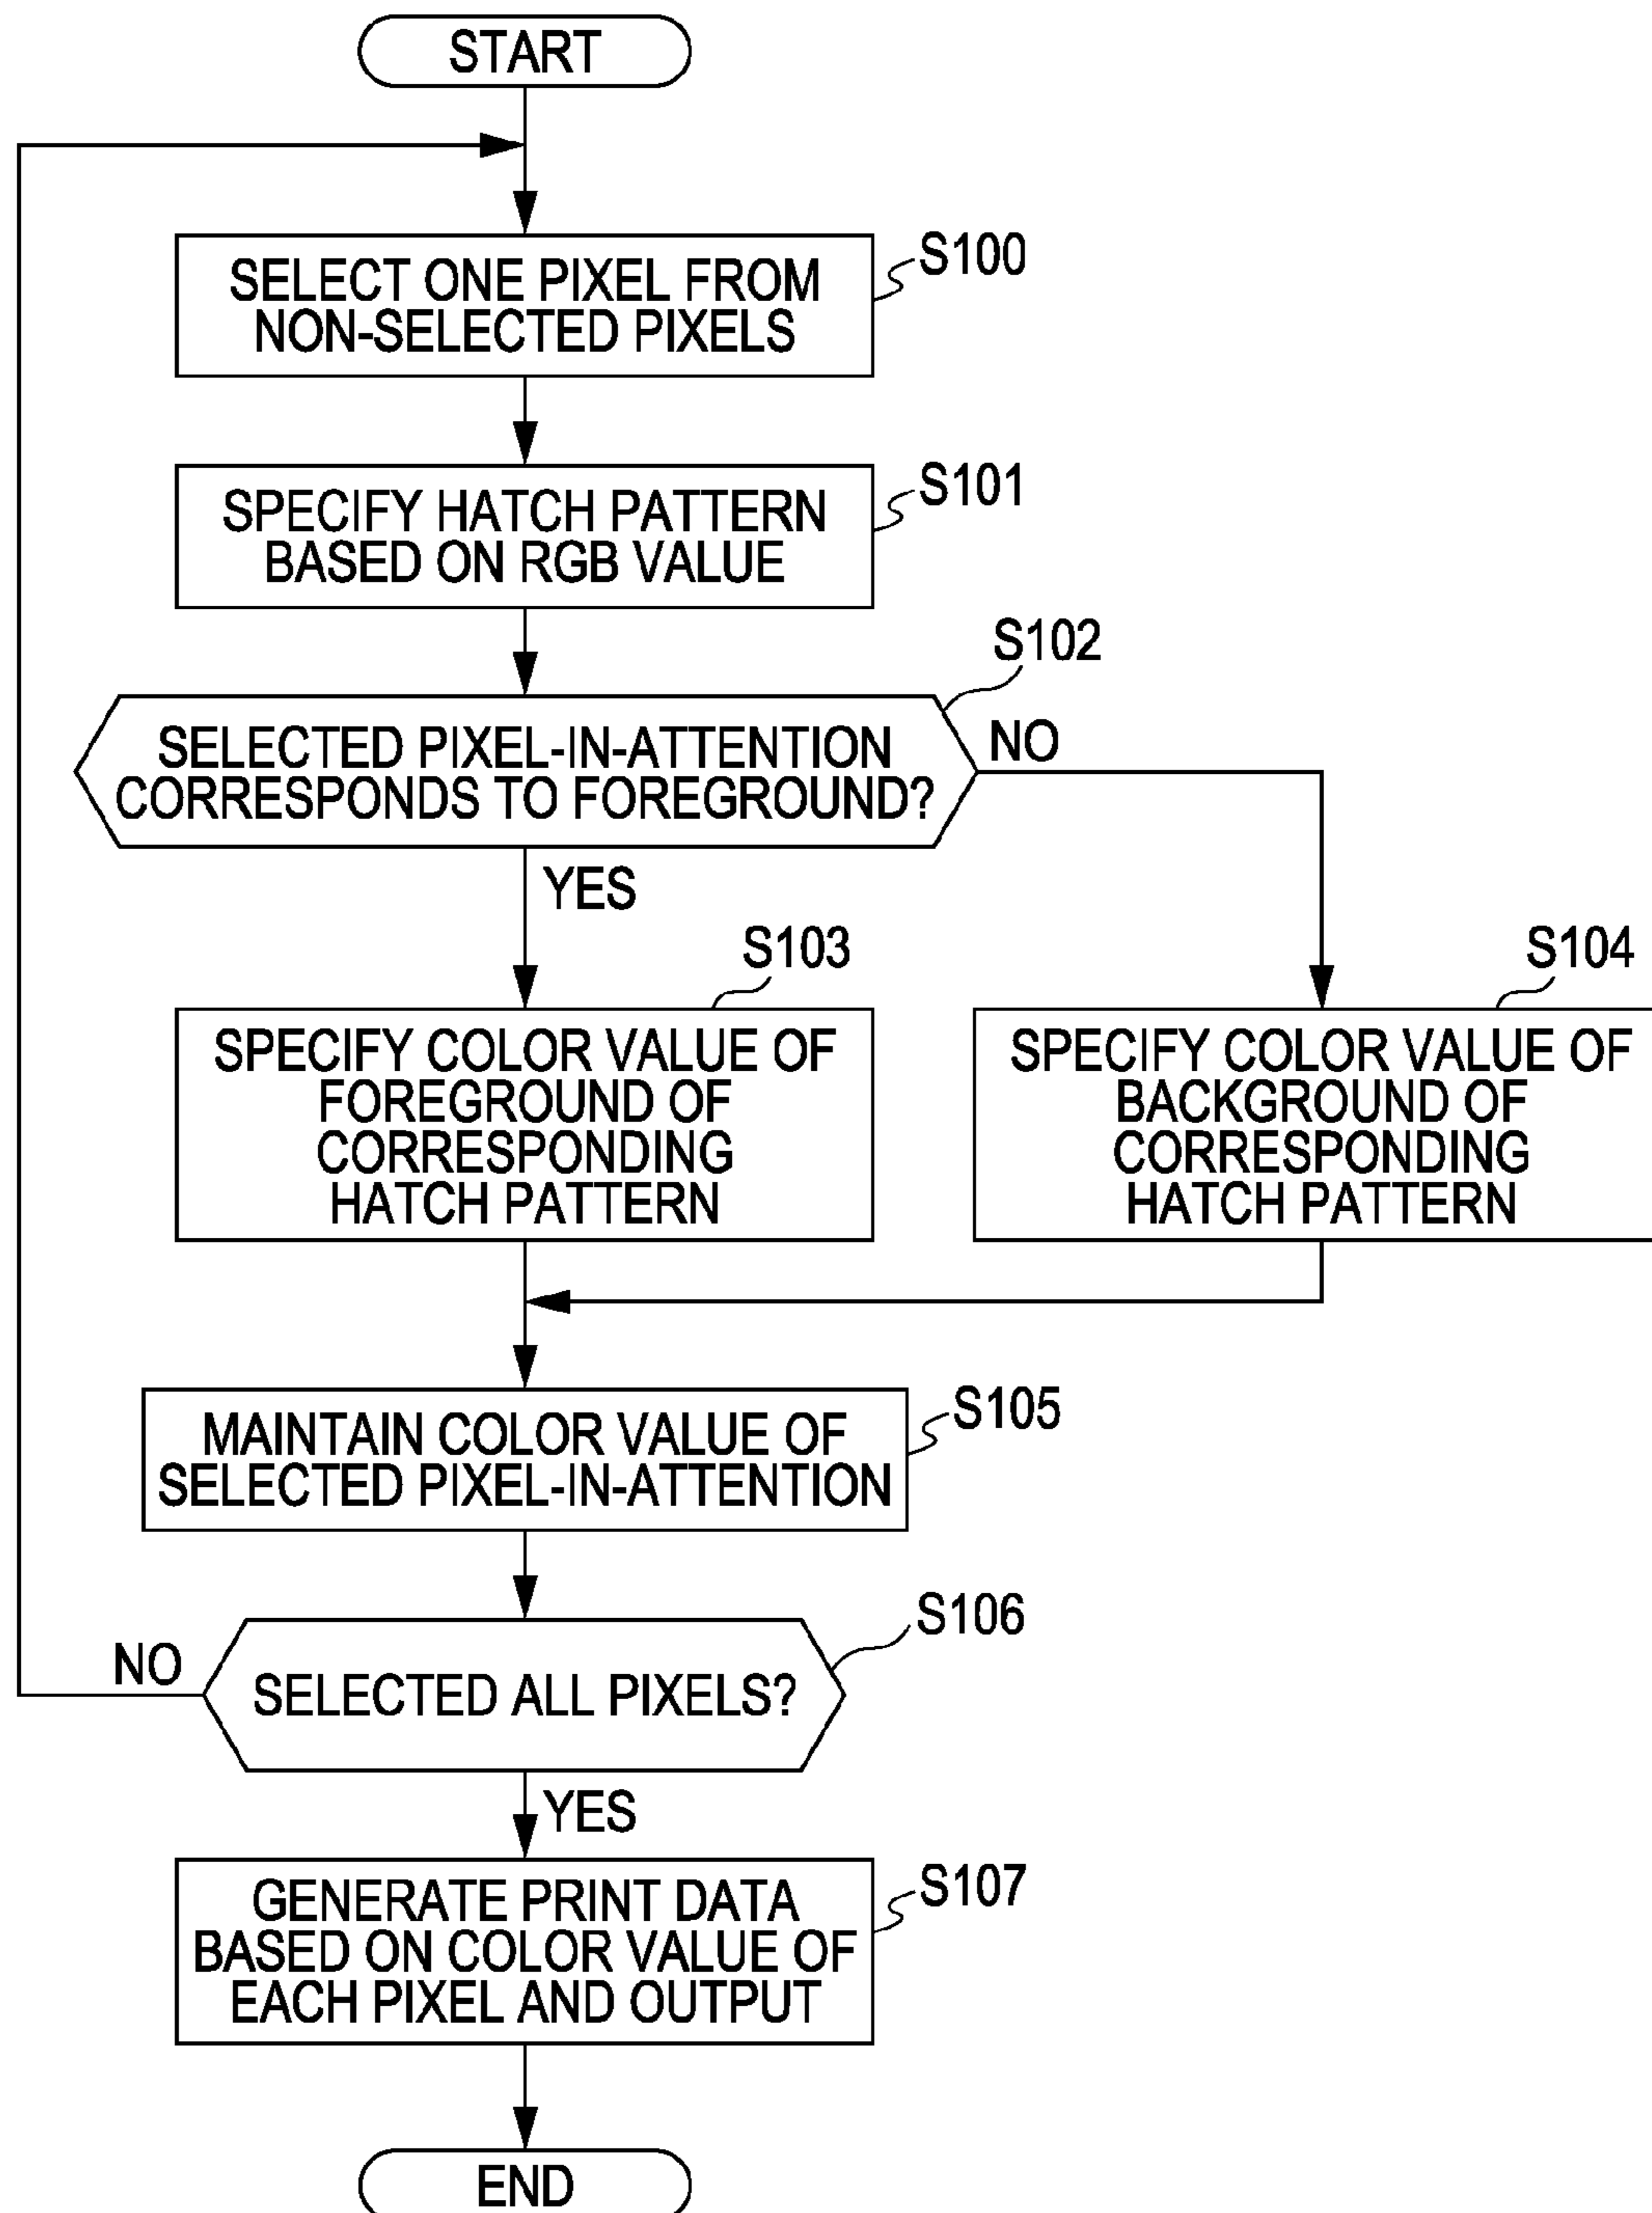 START
SELECT ONE PIXEL FROM
NON-SELECTED PIXELS
S100
SPECIFY HATCH PATTERN
BASED ON RGB VALUE
S101
S102
SELECTED PIXEL-IN-ATTENTION
CORRESPONDS TO FOREGROUND?
NO
YES
S103
SPECIFY COLOR VALUE OF
FOREGROUND OF
CORRESPONDING
HATCH PATTERN
S104
SPECIFY COLOR VALUE OF
BACKGROUND OF
CORRESPONDING
HATCH PATTERN
MAINTAIN COLOR VALUE OF
SELECTED PIXEL-IN-ATTENTION
S105
S106
SELECTED ALL PIXELS?
NO
YES
GENERATE PRINT DATA
BASED ON COLOR VALUE OF
EACH PIXEL AND OUTPUT
S107
END